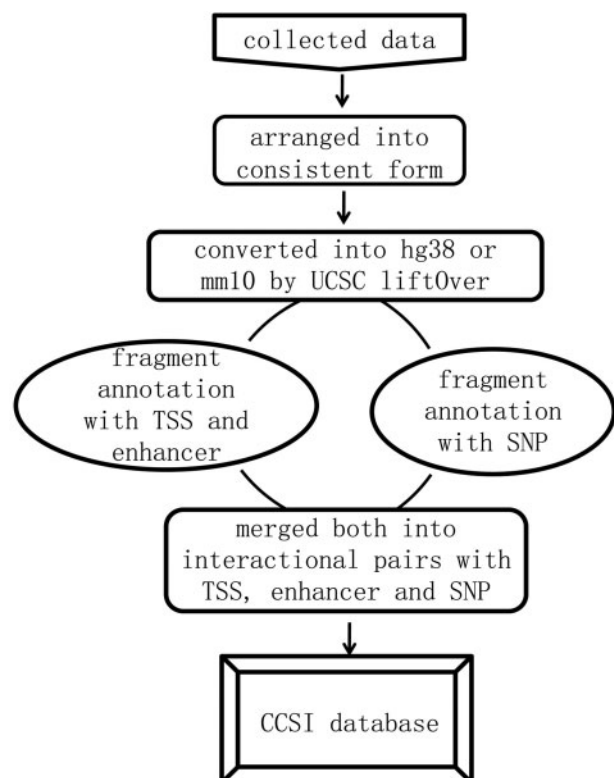 collected data
arranged into
consistent form
converted into hg38 or
mm10 by UCSC liftOver
fragment
annotation
with TSS and
enhancer
fragment
annotation
with SNP
merged both into
interactional pairs with
TSS, enhancer and SNP
CCSI database